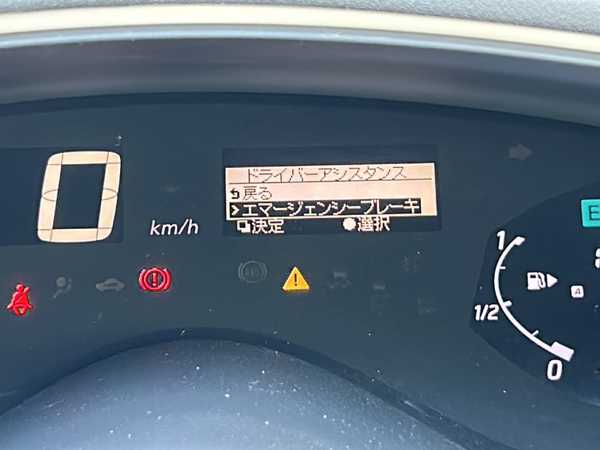 ドライバーアシスタンス
戻る
エマージェンシーブレーキ
決定 選択
0
km/h
E
1
1/2
0
A